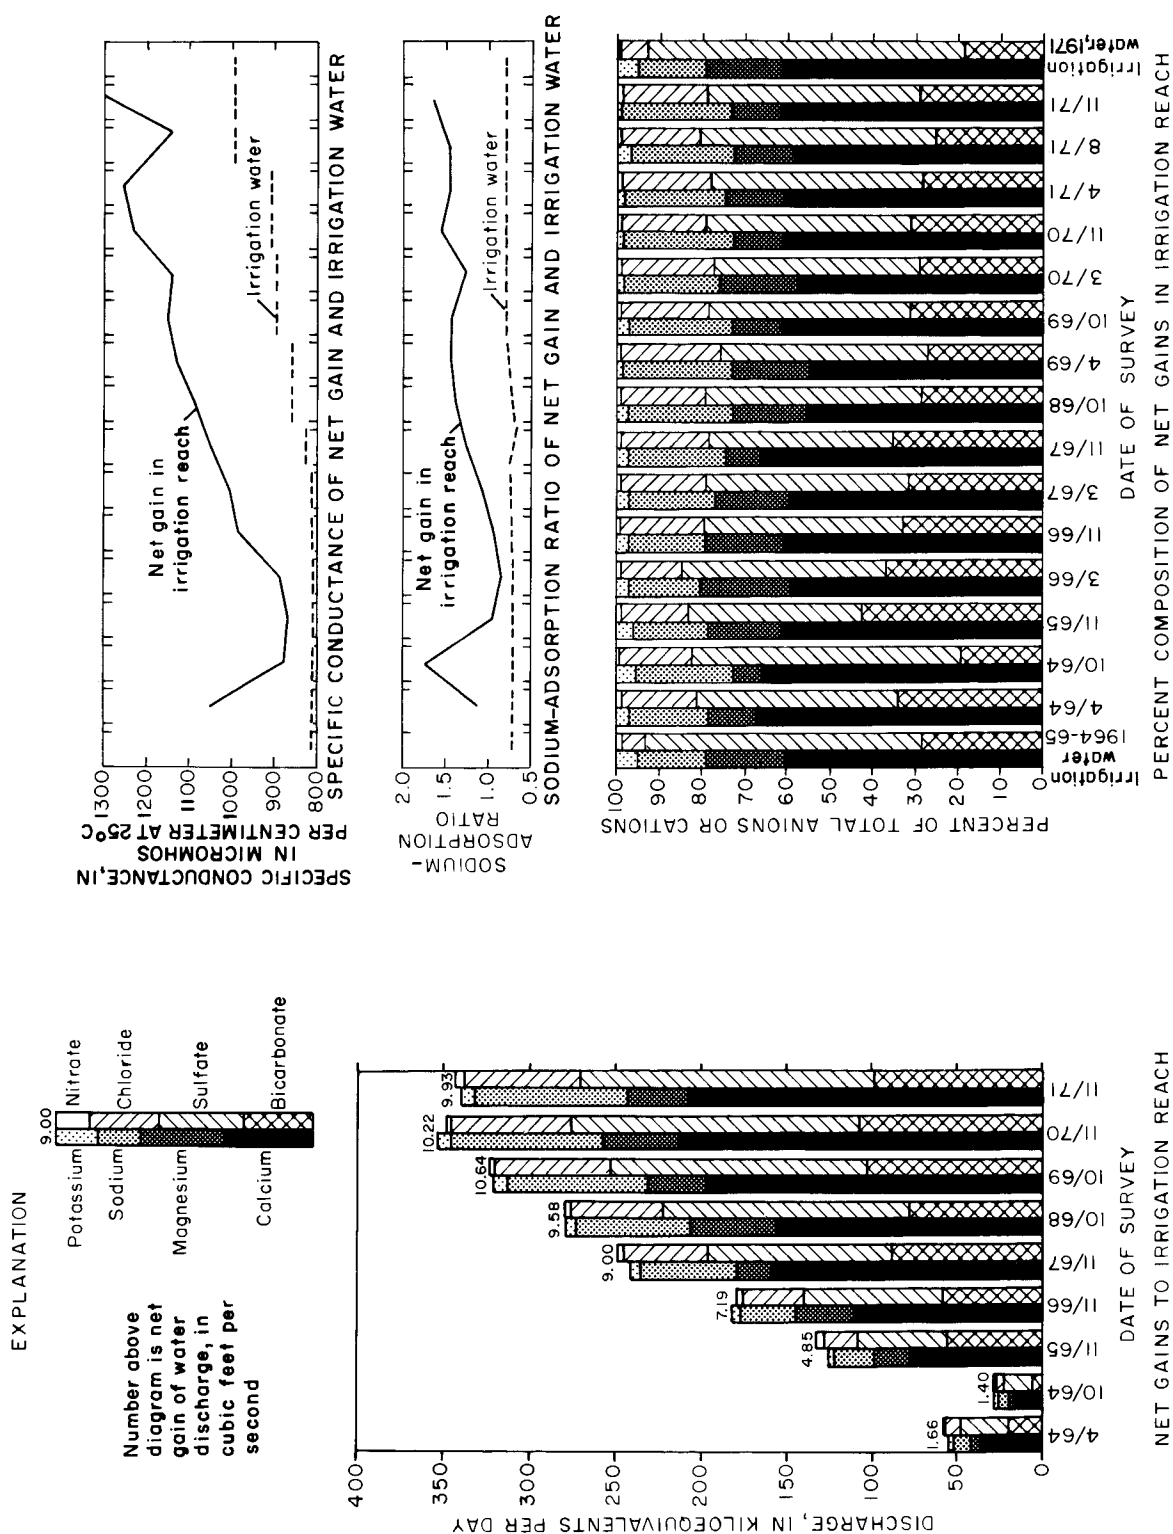 EXPLANATION
Number above
diagram is net
gain of water
discharge, in
cubic feet per
second
9.00
Potassium
Sodium
Magnesium
Calcium
Nitrate
Chloride
Sulfate
Bicarbonate
DISCHARGE, IN KILOEQUIVALENTS PER DAY
400
350
300
250
200
150
100
50
0
1.66
1.40
4.85
7.19
9.00
9.58
10.64
10.22
9.93
4/64
10/64
11/65
11/66
11/67
10/68
10/69
11/70
11/71
DATE OF SURVEY
NET GAINS TO IRRIGATION REACH
SPECIFIC CONDUCTANCE, IN
IN MICROMHOS
PER CENTIMETER AT 25°C
1300
1200
1100
1000
900
800
Net gain in
irrigation reach
Irrigation water
SPECIFIC CONDUCTANCE OF NET GAIN AND IRRIGATION WATER
SODIUM-
ADSORPTION
RATIO
2.0
1.5
1.0
0.5
Net gain in
irrigation reach
Irrigation water
SODIUM-ADSORPTION RATIO OF NET GAIN AND IRRIGATION WATER
PERCENT OF TOTAL ANIONS OR CATIONS
100
90
80
70
60
50
40
30
20
10
0
Irrigation
water
1964-65
4/64
10/64
11/65
3/66
11/66
3/67
11/67
10/68
4/69
10/69
3/70
11/70
4/71
8/71
11/71
Irrigation
water,1971
DATE OF SURVEY
PERCENT COMPOSITION OF NET GAINS IN IRRIGATION REACH